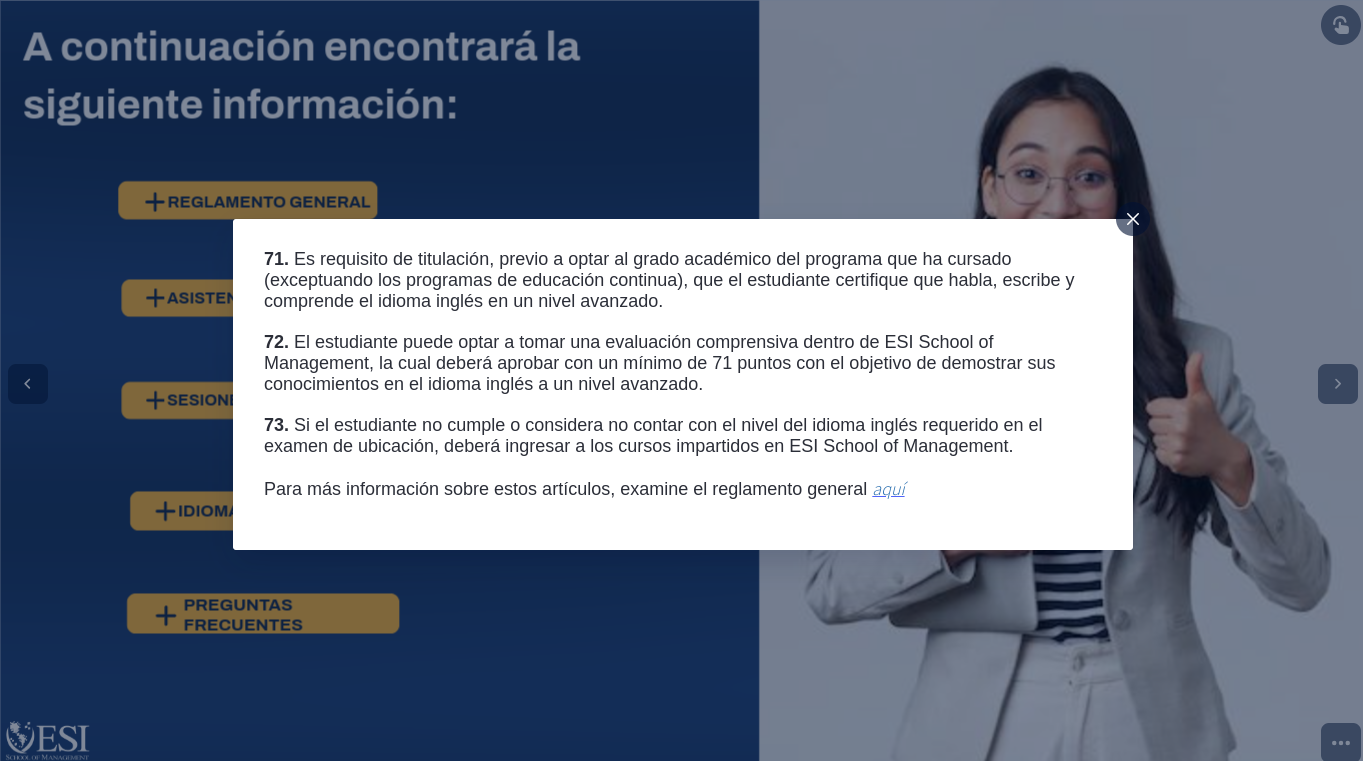 A continuación encontrará la
siguiente información:
REGLAMENTO GENERAL
71. Es requisito de titulación, previo a optar al grado académico del programa que ha cursado
(exceptuando los programas de educación continua), que el estudiante certifique que habla, escribe y
comprende el idioma inglés en un nivel avanzado.
72. El estudiante puede optar a tomar una evaluación comprensiva dentro de ESI School of
Management, la cual deberá aprobar con un mínimo de 71 puntos con el objetivo de demostrar sus
conocimientos en el idioma inglés a un nivel avanzado.
73. Si el estudiante no cumple o considera no contar con el nivel del idioma inglés requerido en el
examen de ubicación, deberá ingresar a los cursos impartidos en ESI School of Management.
Para más información sobre estos artículos, examine el reglamento general aquí
PREGUNTAS
FRECUENTES
ESI
SCHOOL OF MANAGEMENT